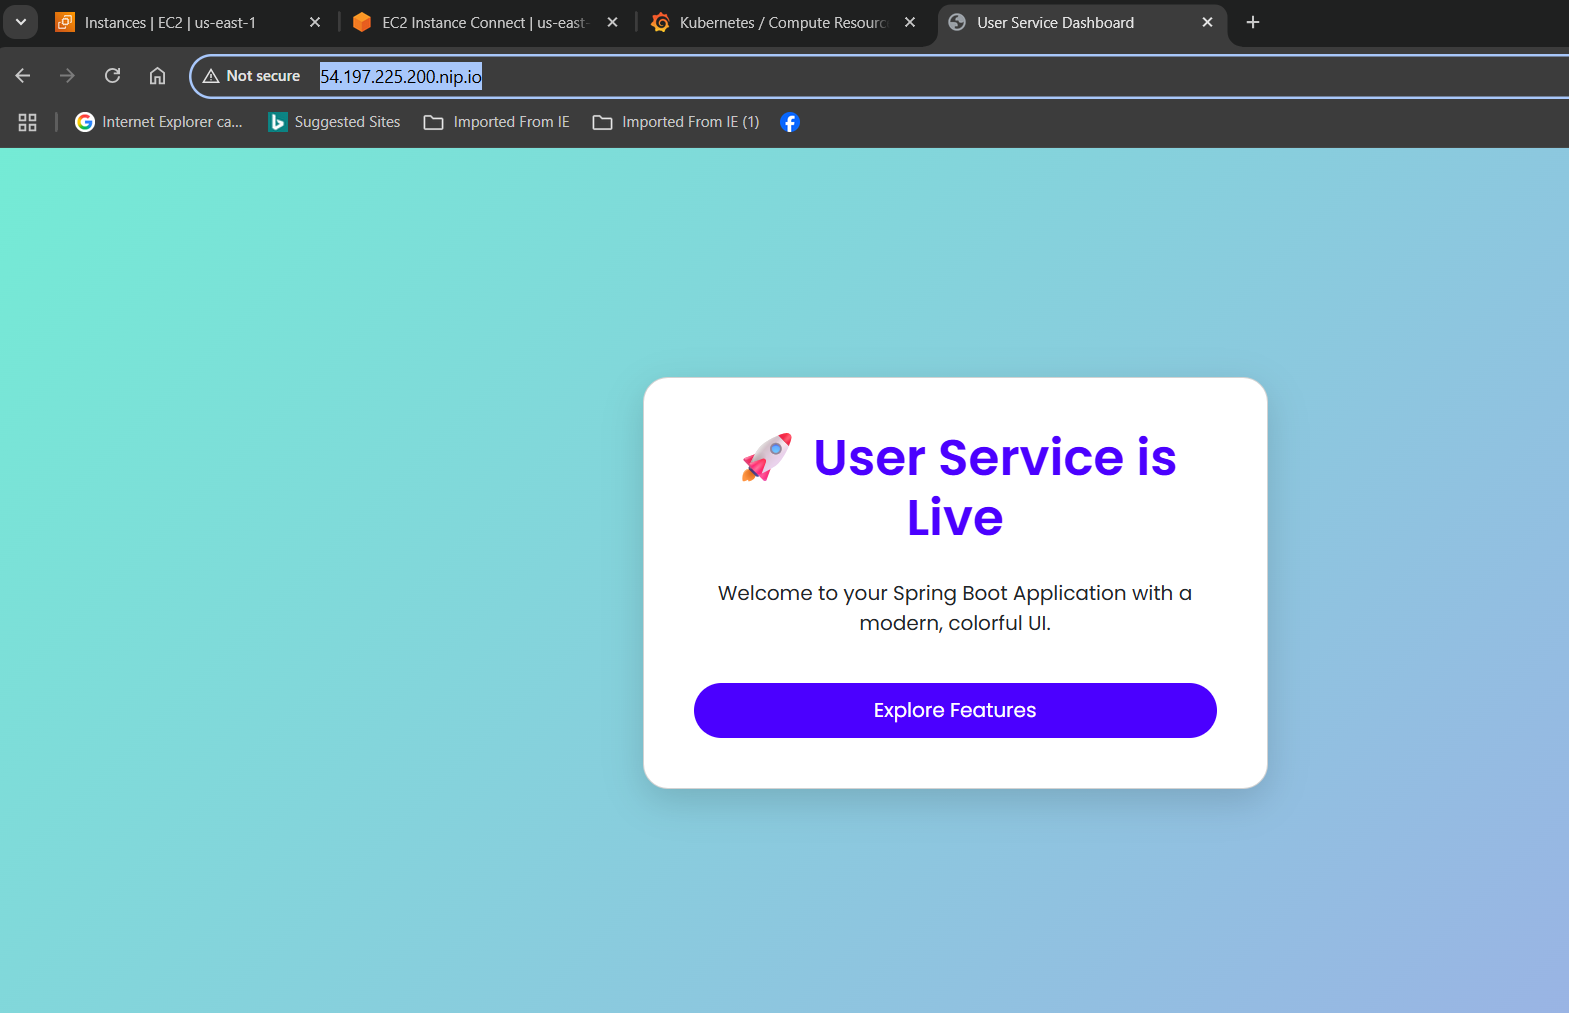 Instances | EC2 | us-east-1
EC2 Instance Connect | us-east-
Kubernetes / Compute Resourc
User Service Dashboard
Not secure
54.197.225.200.nip.io
Internet Explorer ca...
Suggested Sites
Imported From IE
Imported From IE (1)
🚀 User Service is
Live
Welcome to your Spring Boot Application with a
modern, colorful UI.
Explore Features